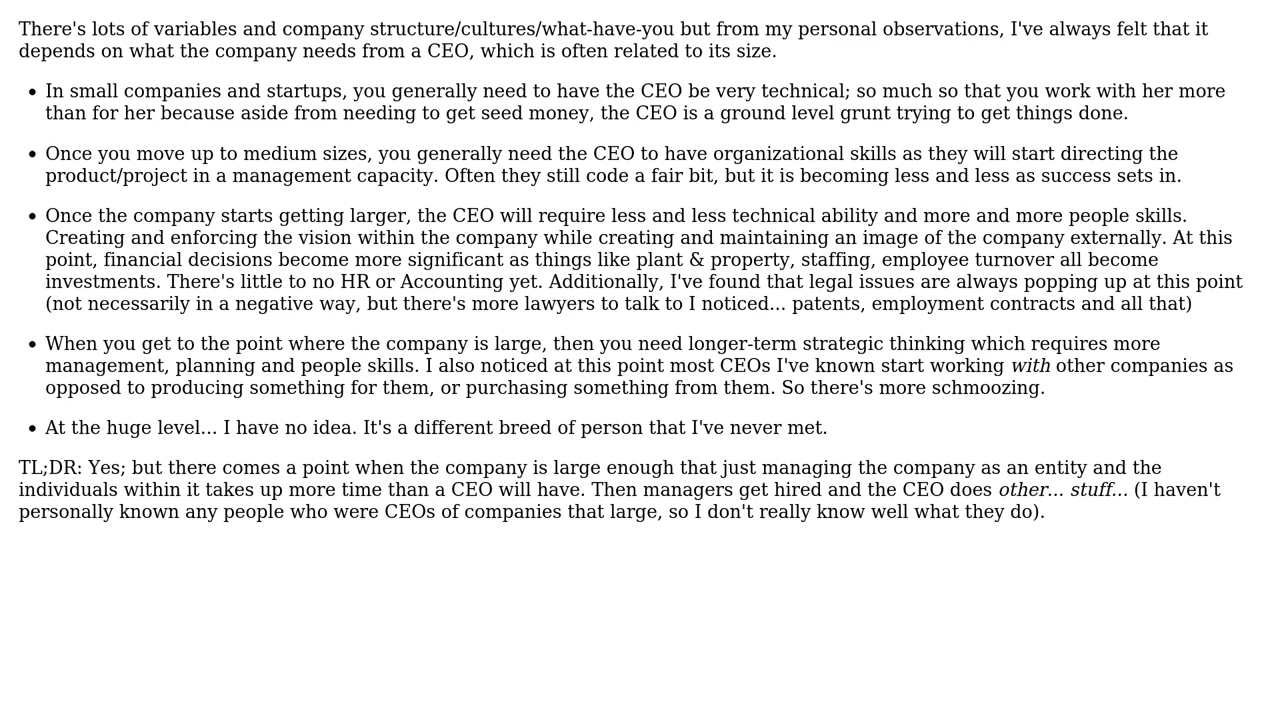 There's lots of variables and company structure/cultures/what-have-you but from my personal observations, I've always felt that it
depends on what the company needs from a CEO, which is often related to its size.
• In small companies and startups, you generally need to have the CEO be very technical; so much so that you work with her more
than for her because aside from needing to get seed money, the CEO is a ground level grunt trying to get things done.
• Once you move up to medium sizes, you generally need the CEO to have organizational skills as they will start directing the
product/project in a management capacity. Often they still code a fair bit, but it is becoming less and less as success sets in.
• Once the company starts getting larger, the CEO will require less and less technical ability and more and more people skills.
Creating and enforcing the vision within the company while creating and maintaining an image of the company externally. At this
point, financial decisions become more significant as things like plant & property, staffing, employee turnover all become
investments. There's little to no HR or Accounting yet. Additionally, I've found that legal issues are always popping up at this point
(not necessarily in a negative way, but there's more lawyers to talk to I noticed... patents, employment contracts and all that)
• When you get to the point where the company is large, then you need longer-term strategic thinking which requires more
management, planning and people skills. I also noticed at this point most CEOs I've known start working with other companies as
opposed to producing something for them, or purchasing something from them. So there's more schmoozing.
• At the huge level... I have no idea. It's a different breed of person that I've never met.
TL;DR: Yes; but there comes a point when the company is large enough that just managing the company as an entity and the
individuals within it takes up more time than a CEO will have. Then managers get hired and the CEO does other... stuff... (I haven't
personally known any people who were CEOs of companies that large, so I don't really know well what they do).